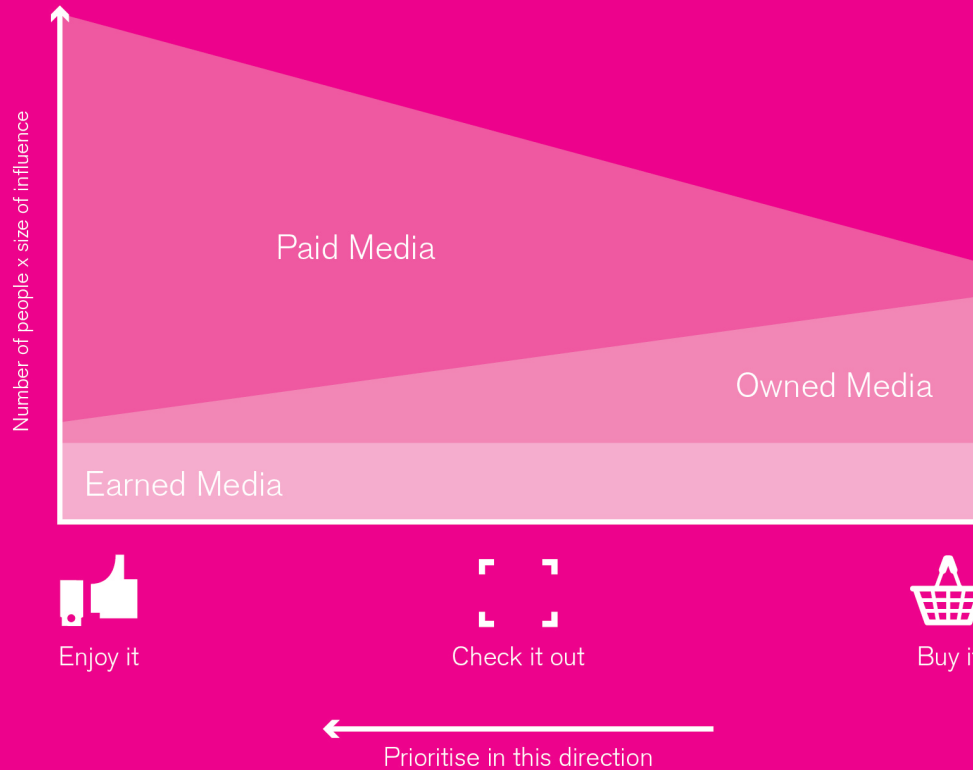 Number of people x size of influence
Paid Media
Owned Media
Earned Media
Enjoy it
Check it out
Buy i
Prioritise in this direction